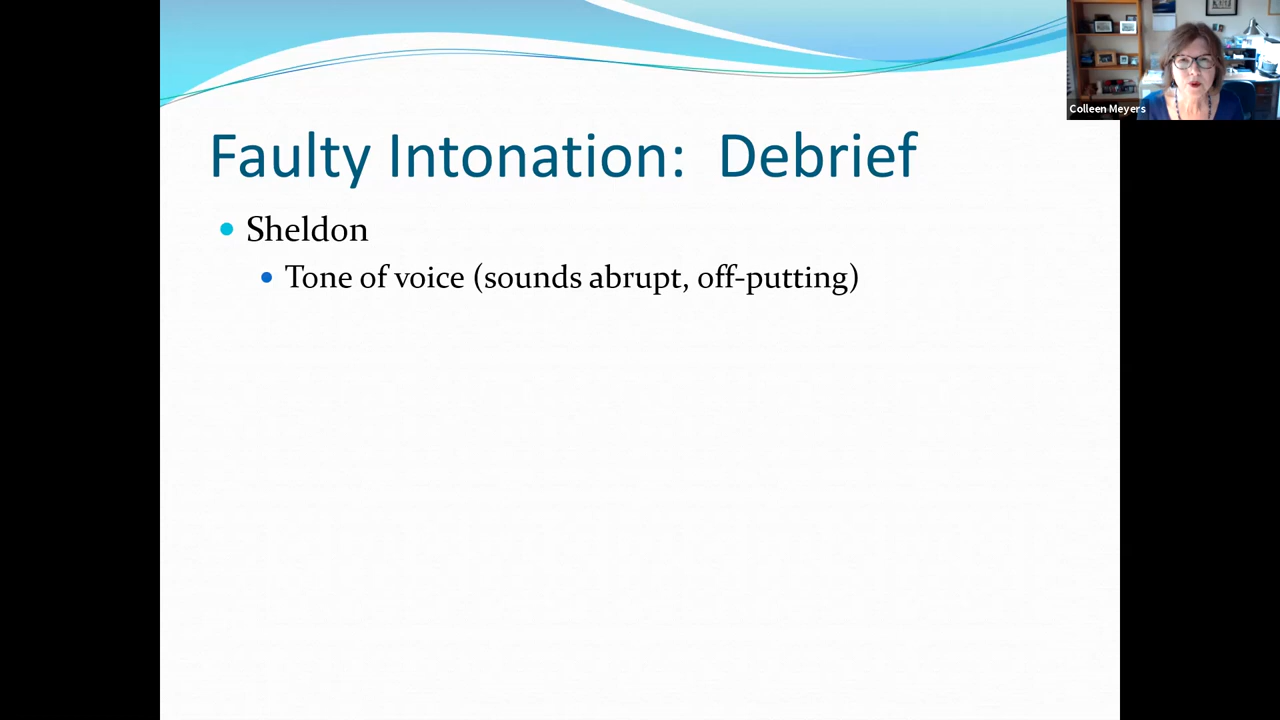 Faulty Intonation: Debrief
Sheldon
Tone of voice (sounds abrupt, off-putting)
Colleen Meyers